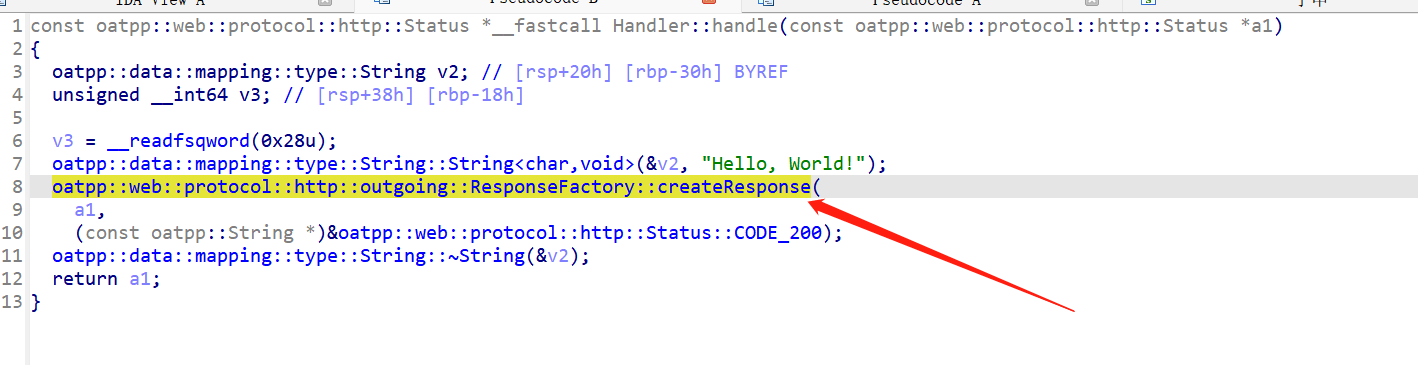 IDA View A Pseudocode B Pseudocode A
1 const oatpp::web::protocol::http::Status *__fastcall Handler::handle(const oatpp::web::protocol::http::Status *a1)
2 {
3 oatpp::data::mapping::type::String v2; // [rsp+20h] [rbp-30h] BYREF
4 unsigned __int64 v3; // [rsp+38h] [rbp-18h]
5
6 v3 = __readfsqword(0x28u);
7 oatpp::data::mapping::type::String::String<char,void>(&v2, "Hello, World!");
8 oatpp::web::protocol::http::outgoing::ResponseFactory::createResponse(
9 a1,
10 (const oatpp::String *)&oatpp::web::protocol::http::Status::CODE_200);
11 oatpp::data::mapping::type::String::~String(&v2);
12 return a1;
13 }